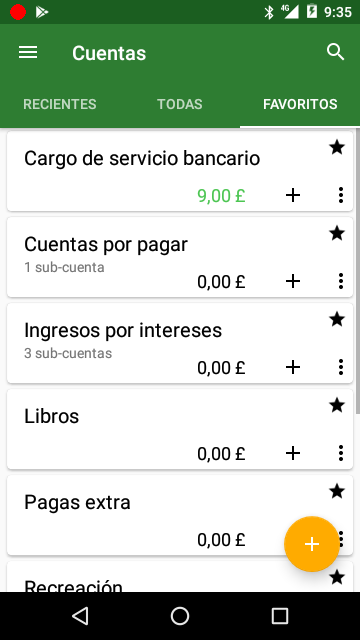 4G 9:35
Cuentas
RECIENTES TODAS FAVORITOS
Cargo de servicio bancario
9,00 £
Cuentas por pagar
1 sub-cuenta
0,00 £
Ingresos por intereses
3 sub-cuentas
0,00 £
Libros
0,00 £
Pagas extra
0,00 £
Recreación